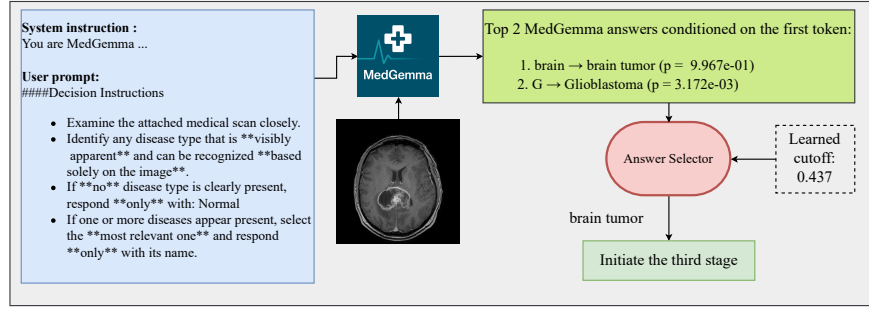 System instruction :
You are MedGemma ...
User prompt:
####Decision Instructions
• Examine the attached medical scan closely.
• Identify any disease type that is **visibly
apparent** and can be recognized **based
solely on the image**.
• If **no** disease type is clearly present,
respond **only** with: Normal
• If one or more diseases appear present, select
the **most relevant one** and respond
**only** with its name.
MedGemma
Top 2 MedGemma answers conditioned on the first token:
1. brain → brain tumor (p = 9.967e-01)
2. G → Glioblastoma (p = 3.172e-03)
Answer Selector
Learned
cutoff:
0.437
brain tumor
Initiate the third stage